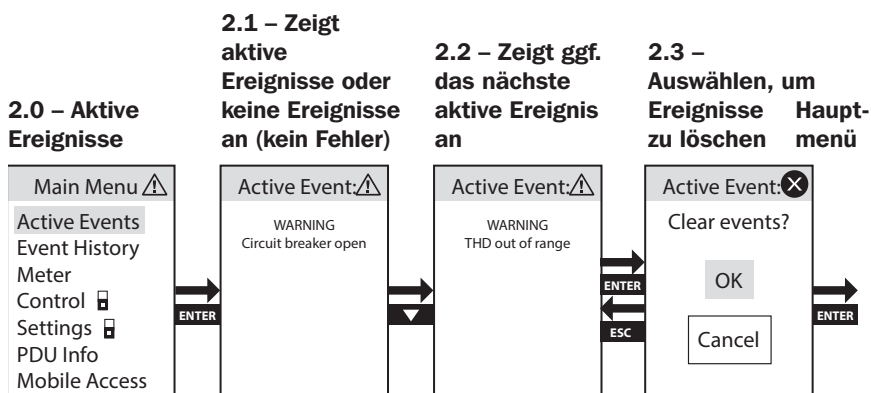 2.0 – Aktive
Ereignisse
2.1 – Zeigt
aktive
Ereignisse oder
keine Ereignisse
an (kein Fehler)
2.2 – Zeigt ggf.
das nächste
aktive Ereignis
an
2.3 –
Auswählen, um
Ereignisse
zu löschen
Haupt-
menü
Main Menu
Active Events
Event History
Meter
Control
Settings
PDU Info
Mobile Access
ENTER
Active Event:
WARNING
Circuit breaker open
Active Event:
WARNING
THD out of range
ENTER
ESC
Active Event:
Clear events?
OK
Cancel
ENTER